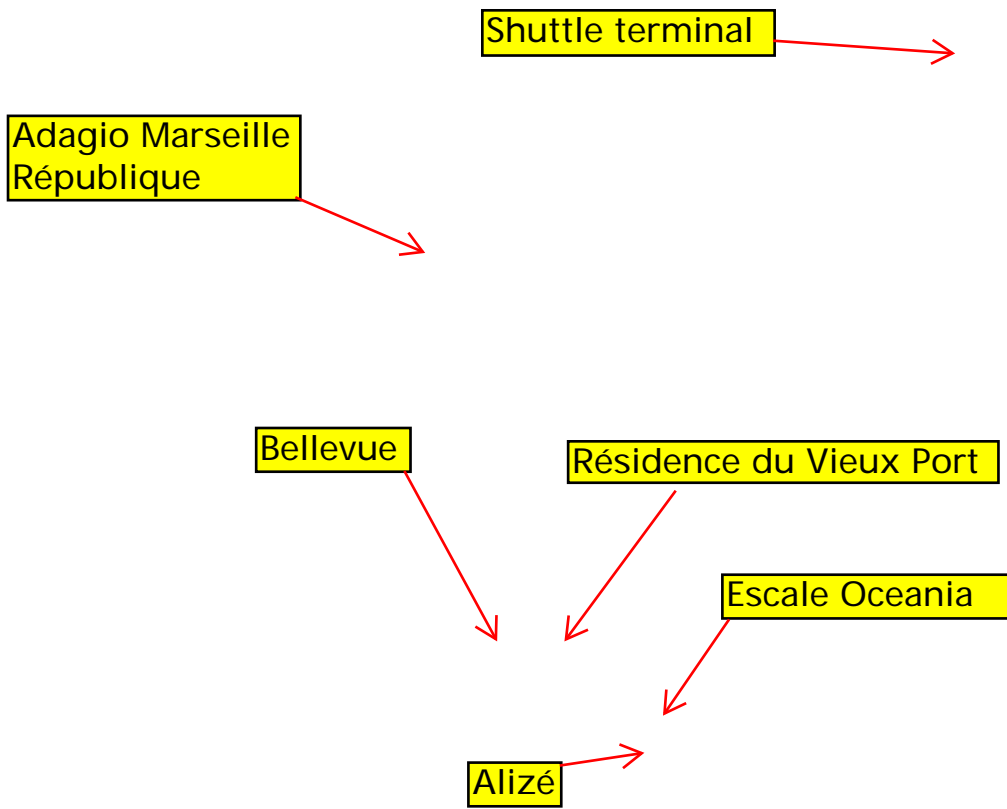 Shuttle terminal
Adagio Marseille
République
Bellevue
Résidence du Vieux Port
Escale Oceania
Alizé